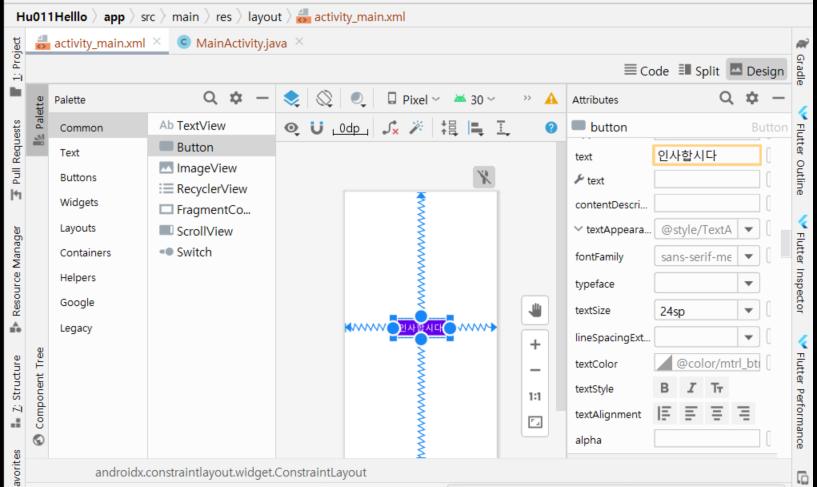 Hu011Helllo app src main res layout activity_main.xml
activity_main.xml MainActivity.java
Code Split Design
1: Project
Pull Requests
Resource Manager
7: Structure
avorites
Palette
Component Tree
Palette
Common
Text
Buttons
Widgets
Layouts
Containers
Helpers
Google
Legacy
Ab TextView
Button
ImageView
RecyclerView
FragmentCo...
ScrollView
Switch
Pixel 30 »
0dp
인사합시다
1:1
Attributes
button Button
text 인사합시다
text
contentDescri...
textAppeara... @style/TextA
fontFamily sans-serif-me
typeface
textSize 24sp
lineSpacingExt...
textColor @color/mtrl_bt
textStyle B I Tт
textAlignment
alpha
Gradle
Flutter Outline
Flutter Inspector
Flutter Performance
androidx.constraintlayout.widget.ConstraintLayout